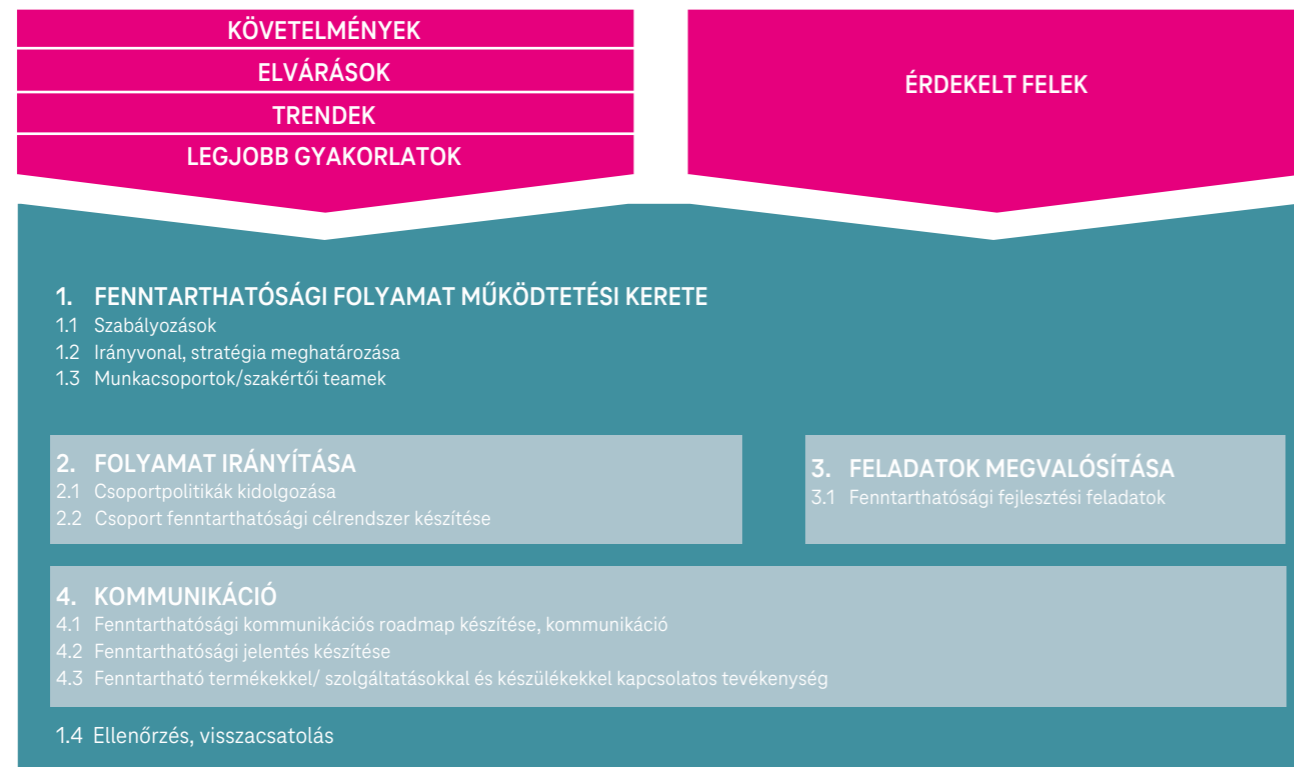 KÖVETELMÉNYEK
ELVÁRÁSOK
TRENDEK
LEGJOBB GYAKORLATOK
ÉRDEKELT FELEK
1. FENNTARTHATÓSÁGI FOLYAMAT MŰKÖDTETÉSI KERETE
1.1 Szabályozások
1.2 Irányvonal, stratégia meghatározása
1.3 Munkacsoportok/szakértői teamek
2. FOLYAMAT IRÁNYÍTÁSA
2.1 Csoportpolitikák kidolgozása
2.2 Csoport fenntarthatósági célrendszer készítése
3. FELADATOK MEGVALÓSÍTÁSA
3.1 Fenntarthatósági fejlesztési feladatok
4. KOMMUNIKÁCIÓ
4.1 Fenntarthatósági kommunikációs roadmap készítése, kommunikáció
4.2 Fenntarthatósági jelentés készítése
4.3 Fenntartható termékekkel/ szolgáltatásokkal és készülékekkel kapcsolatos tevékenység
1.4 Ellenőrzés, visszacsatolás